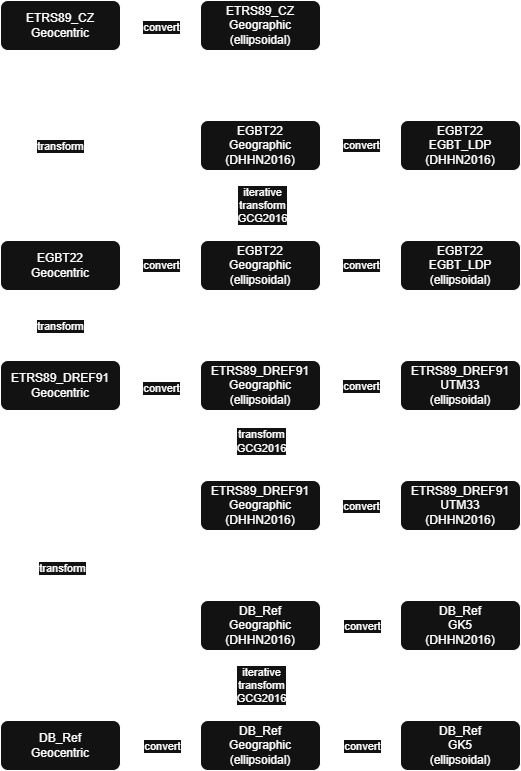 ETRS89_CZ
Geocentric
convert
ETRS89_CZ
Geographic
(ellipsoidal)
transform
EGBT22
Geographic
(DHHN2016)
convert
EGBT22
EGBT_LDP
(DHHN2016)
iterative
transform
GCG2016
EGBT22
Geocentric
convert
EGBT22
Geographic
(ellipsoidal)
convert
EGBT22
EGBT_LDP
(ellipsoidal)
transform
ETRS89_DREF91
Geocentric
convert
ETRS89_DREF91
Geographic
(ellipsoidal)
convert
ETRS89_DREF91
UTM33
(ellipsoidal)
transform
GCG2016
ETRS89_DREF91
Geographic
(DHHN2016)
convert
ETRS89_DREF91
UTM33
(DHHN2016)
transform
DB_Ref
Geographic
(DHHN2016)
convert
DB_Ref
GK5
(DHHN2016)
iterative
transform
GCG2016
DB_Ref
Geocentric
convert
DB_Ref
Geographic
(ellipsoidal)
convert
DB_Ref
GK5
(ellipsoidal)